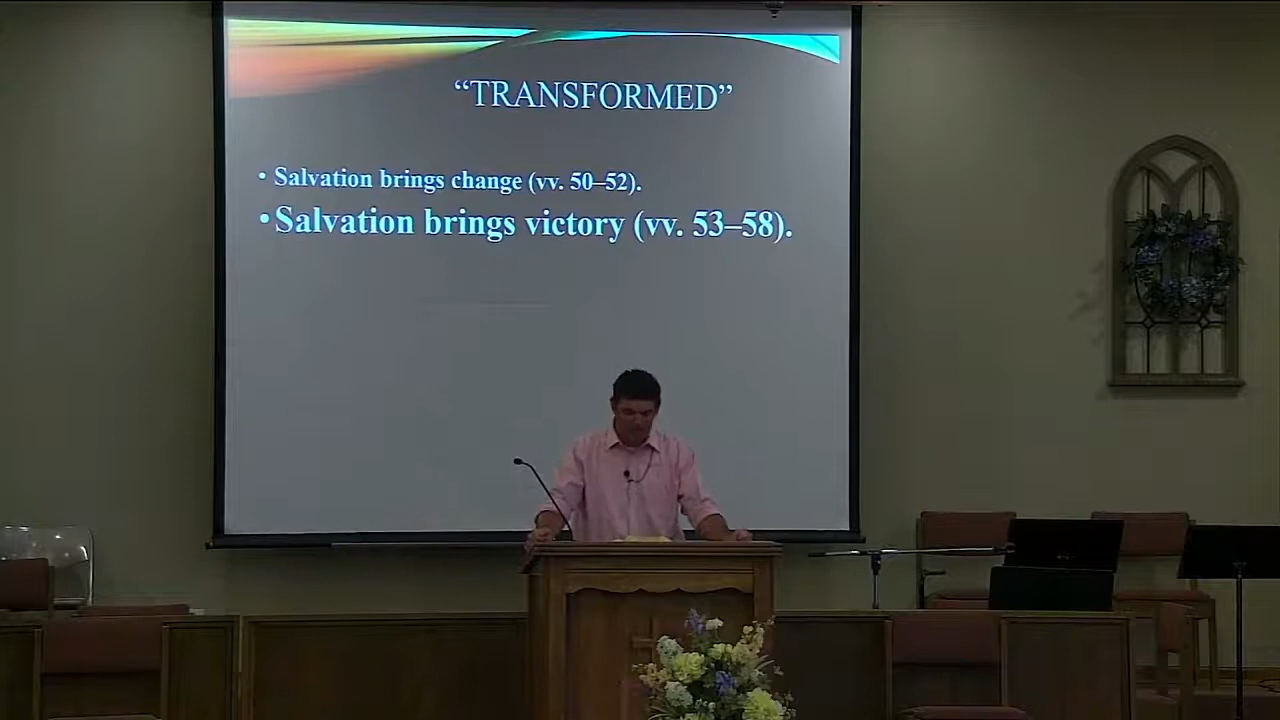 “TRANSFORMED”
• Salvation brings change (vv. 50–52).
• Salvation brings victory (vv. 53–58).